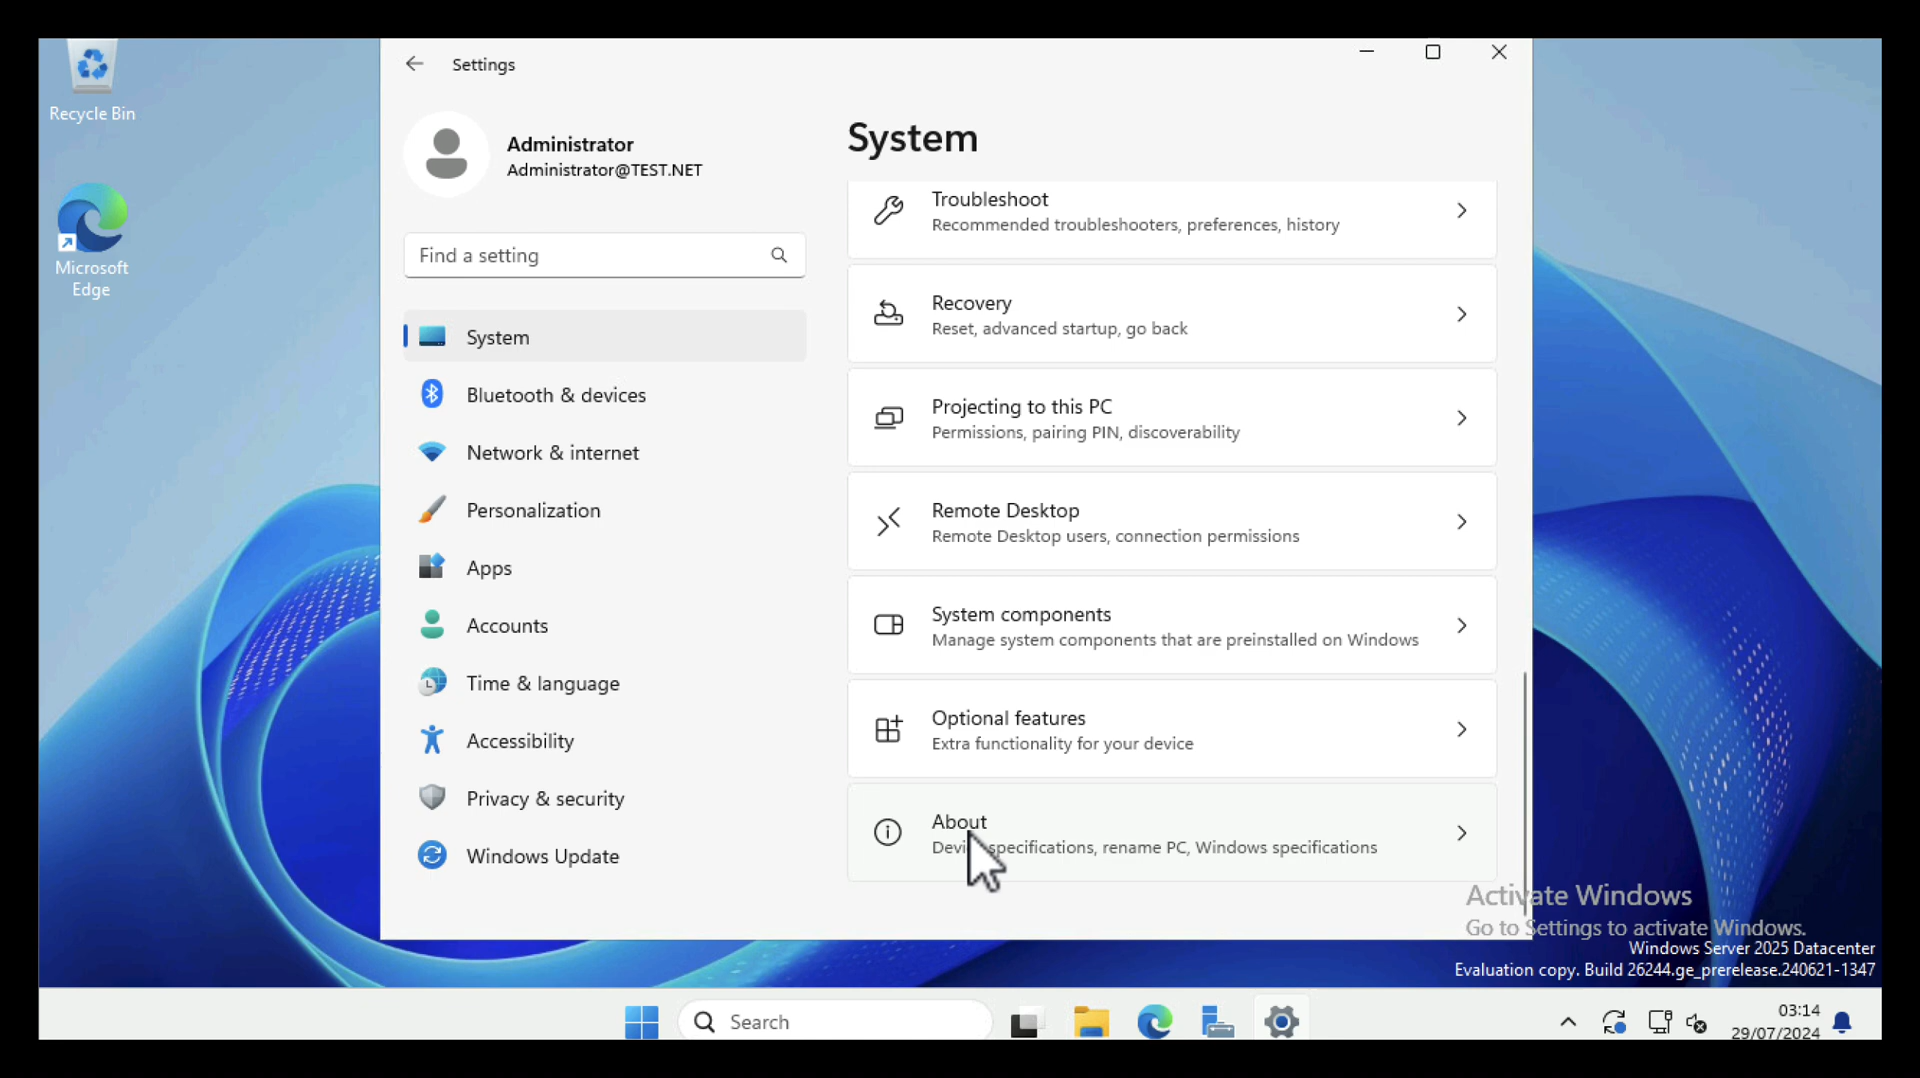 Recycle Bin
Microsoft
Edge
Settings
Administrator
Administrator@TEST.NET
Find a setting
System
Bluetooth & devices
Network & internet
Personalization
Apps
Accounts
Time & language
Accessibility
Privacy & security
Windows Update
System
Troubleshoot
Recommended troubleshooters, preferences, history
Recovery
Reset, advanced startup, go back
Projecting to this PC
Permissions, pairing PIN, discoverability
Remote Desktop
Remote Desktop users, connection permissions
System components
Manage system components that are preinstalled on Windows
Optional features
Extra functionality for your device
About
Device specifications, rename PC, Windows specifications
Activate Windows
Go to Settings to activate Windows.
Windows Server 2025 Datacenter
Evaluation copy. Build 26244.ge_prerelease.240621-1347
Search
03:14
29/07/2024